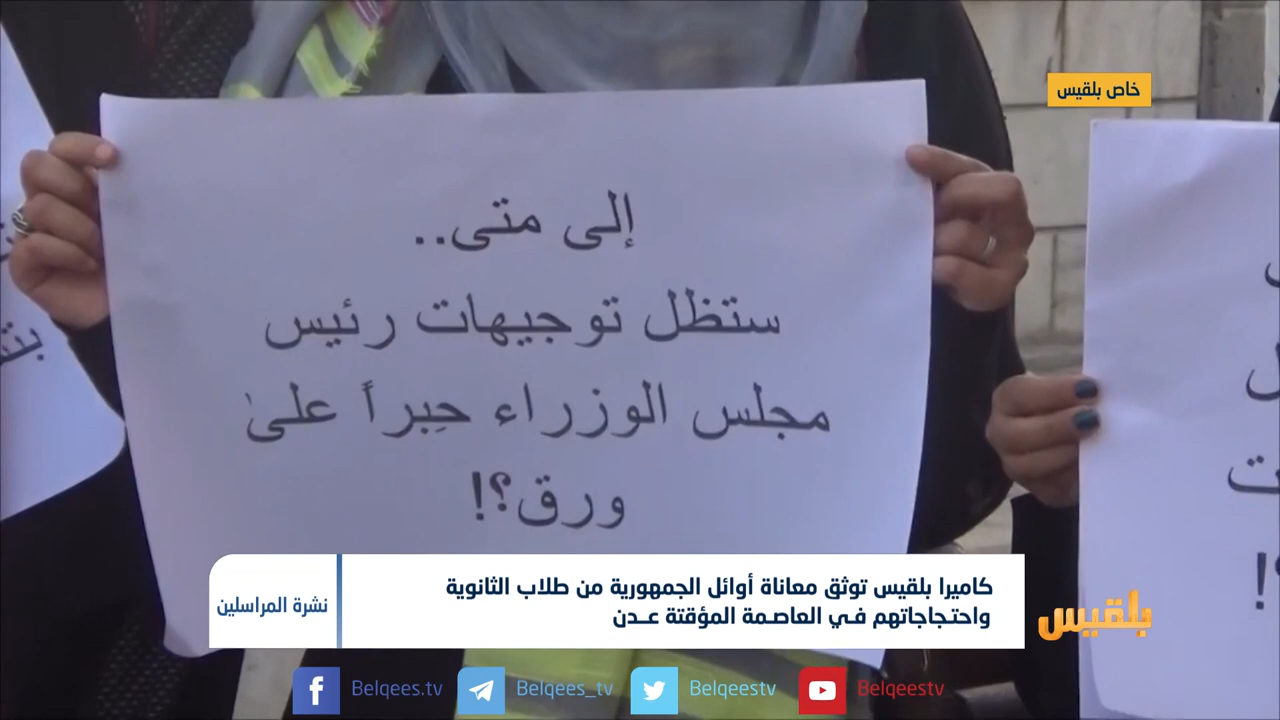 خاص بلقيس
إلى متى..
ستظل توجيهات رئيس
مجلس الوزراء حِبراً علىٰ
ورق؟!
كاميرا بلقيس توثق معاناة أوائل الجمهورية من طلاب الثانوية
واحتجاجاتهم في العاصمة المؤقتة عدن
نشرة المراسلين
بلقيس
Belqees.tv
Belqees_tv
Belqeestv
Belqeestv